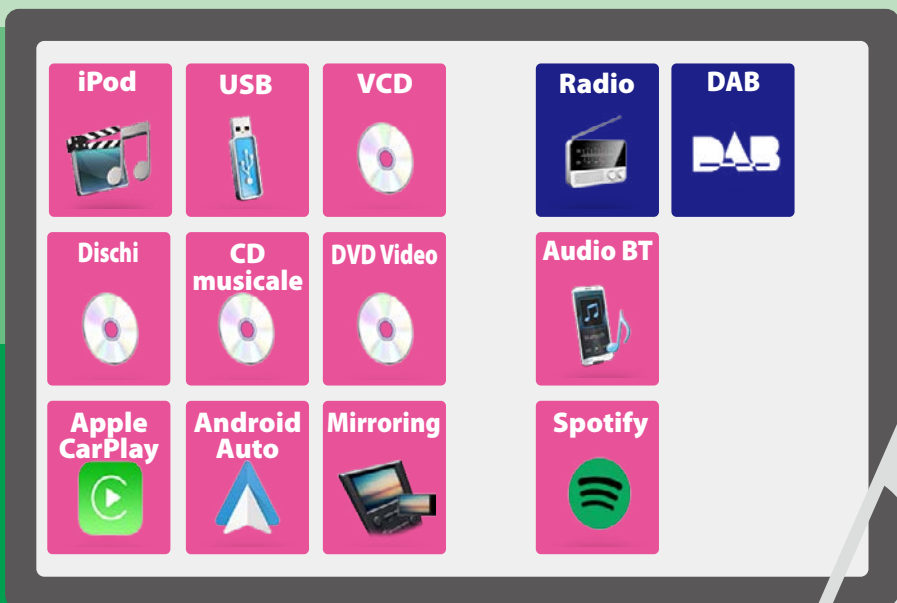 iPod
USB
VCD
Radio
DAB
DAB
Dischi
CD
musicale
DVD Video
Audio BT
Apple
CarPlay
Android
Auto
Mirroring
Spotify